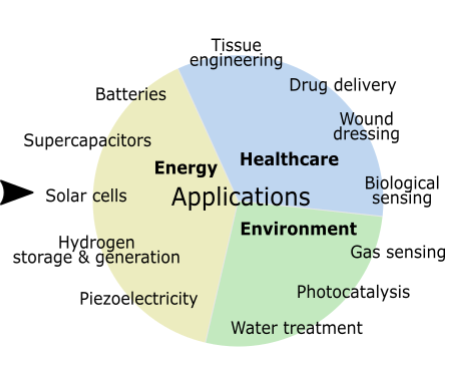 Tissue
engineering
Drug delivery
Batteries
Wound
dressing
Supercapacitors
Healthcare
Energy
Biological
sensing
Solar cells
Applications
Environment
Hydrogen
storage & generation
Gas sensing
Piezoelectricity
Photocatalysis
Water treatment